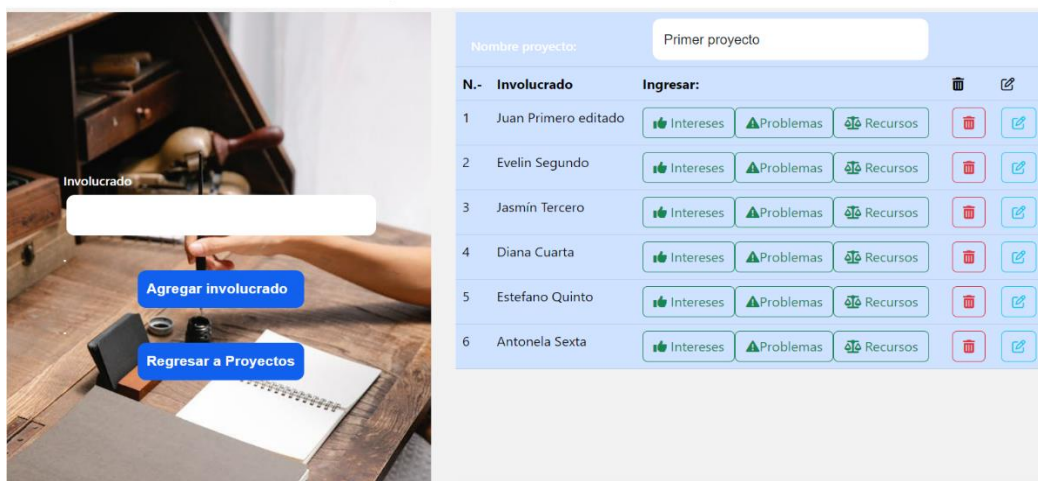 Involucrado
Agregar involucrado
Regresar a Proyectos
Nombre proyecto: Primer proyecto
N.- Involucrado Ingresar:
1 Juan Primero editado Intereses Problemas Recursos
2 Evelin Segundo Intereses Problemas Recursos
3 Jasmín Tercero Intereses Problemas Recursos
4 Diana Cuarta Intereses Problemas Recursos
5 Estefano Quinto Intereses Problemas Recursos
6 Antonela Sexta Intereses Problemas Recursos